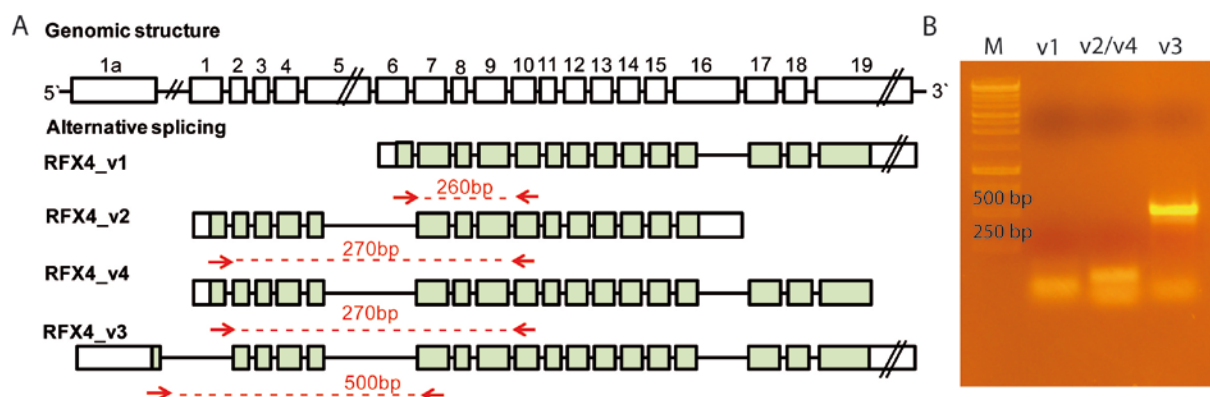 A
Genomic structure
1a 1 2 3 4 5 6 7 8 9 10 11 12 13 14 15 16 17 18 19
5` 3`
Alternative splicing
RFX4_v1
260bp
RFX4_v2
270bp
RFX4_v4
270bp
RFX4_v3
500bp
B
M v1 v2/v4 v3
500 bp
250 bp